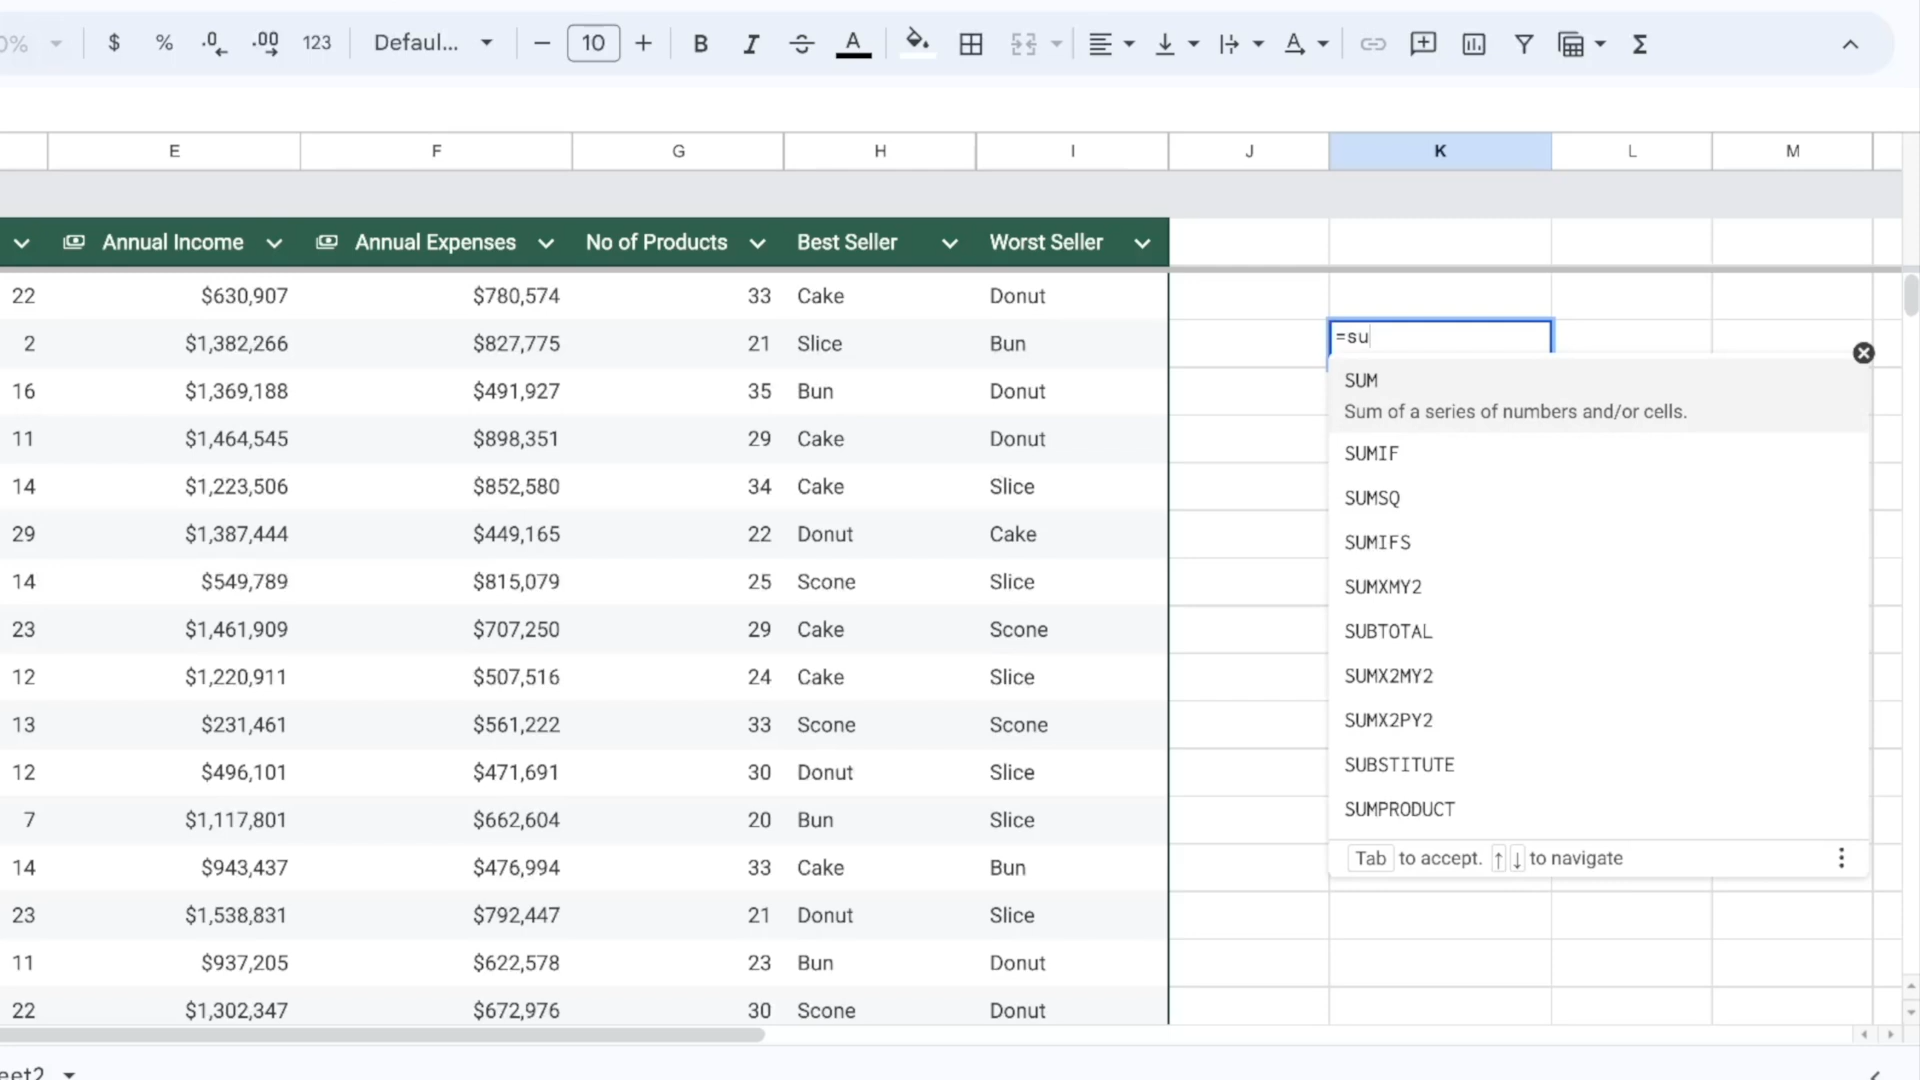 0% $ % .0 .00 123 Defaul... 10 B I A A Σ
E F G H I J K L M
Annual Income Annual Expenses No of Products Best Seller Worst Seller
22 $630,907 $780,574 33 Cake Donut
=su
2 $1,382,266 $827,775 21 Slice Bun
SUM
16 $1,369,188 $491,927 35 Bun Donut
Sum of a series of numbers and/or cells.
11 $1,464,545 $898,351 29 Cake Donut
SUMIF
14 $1,223,506 $852,580 34 Cake Slice
SUMSQ
29 $1,387,444 $449,165 22 Donut Cake
SUMIFS
14 $549,789 $815,079 25 Scone Slice
SUMXMY2
23 $1,461,909 $707,250 29 Cake Scone
SUBTOTAL
12 $1,220,911 $507,516 24 Cake Slice
SUMX2MY2
13 $231,461 $561,222 33 Scone Scone
SUMX2PY2
12 $496,101 $471,691 30 Donut Slice
SUBSTITUTE
7 $1,117,801 $662,604 20 Bun Slice
SUMPRODUCT
14 $943,437 $476,994 33 Cake Bun
Tab to accept. ↑ ↓ to navigate
23 $1,538,831 $792,447 21 Donut Slice
11 $937,205 $622,578 23 Bun Donut
22 $1,302,347 $672,976 30 Scone Donut
eet2